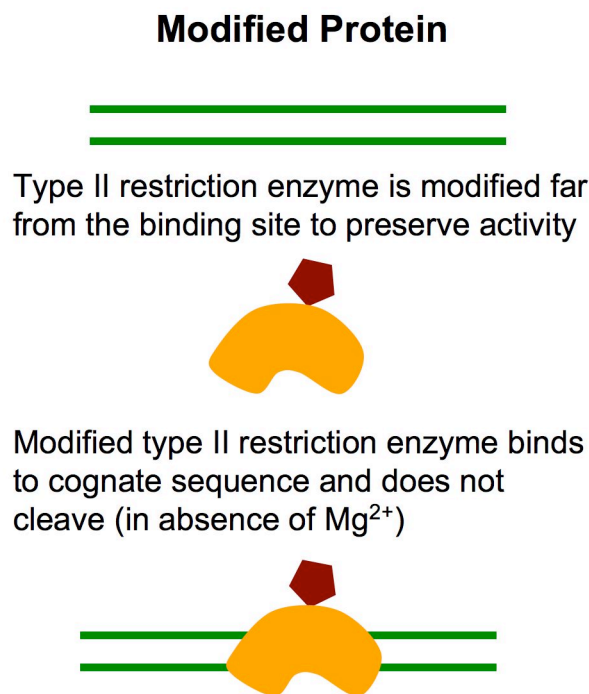 Modified Protein
Type II restriction enzyme is modified far
from the binding site to preserve activity
Modified type II restriction enzyme binds
to cognate sequence and does not
cleave (in absence of Mg²⁺)